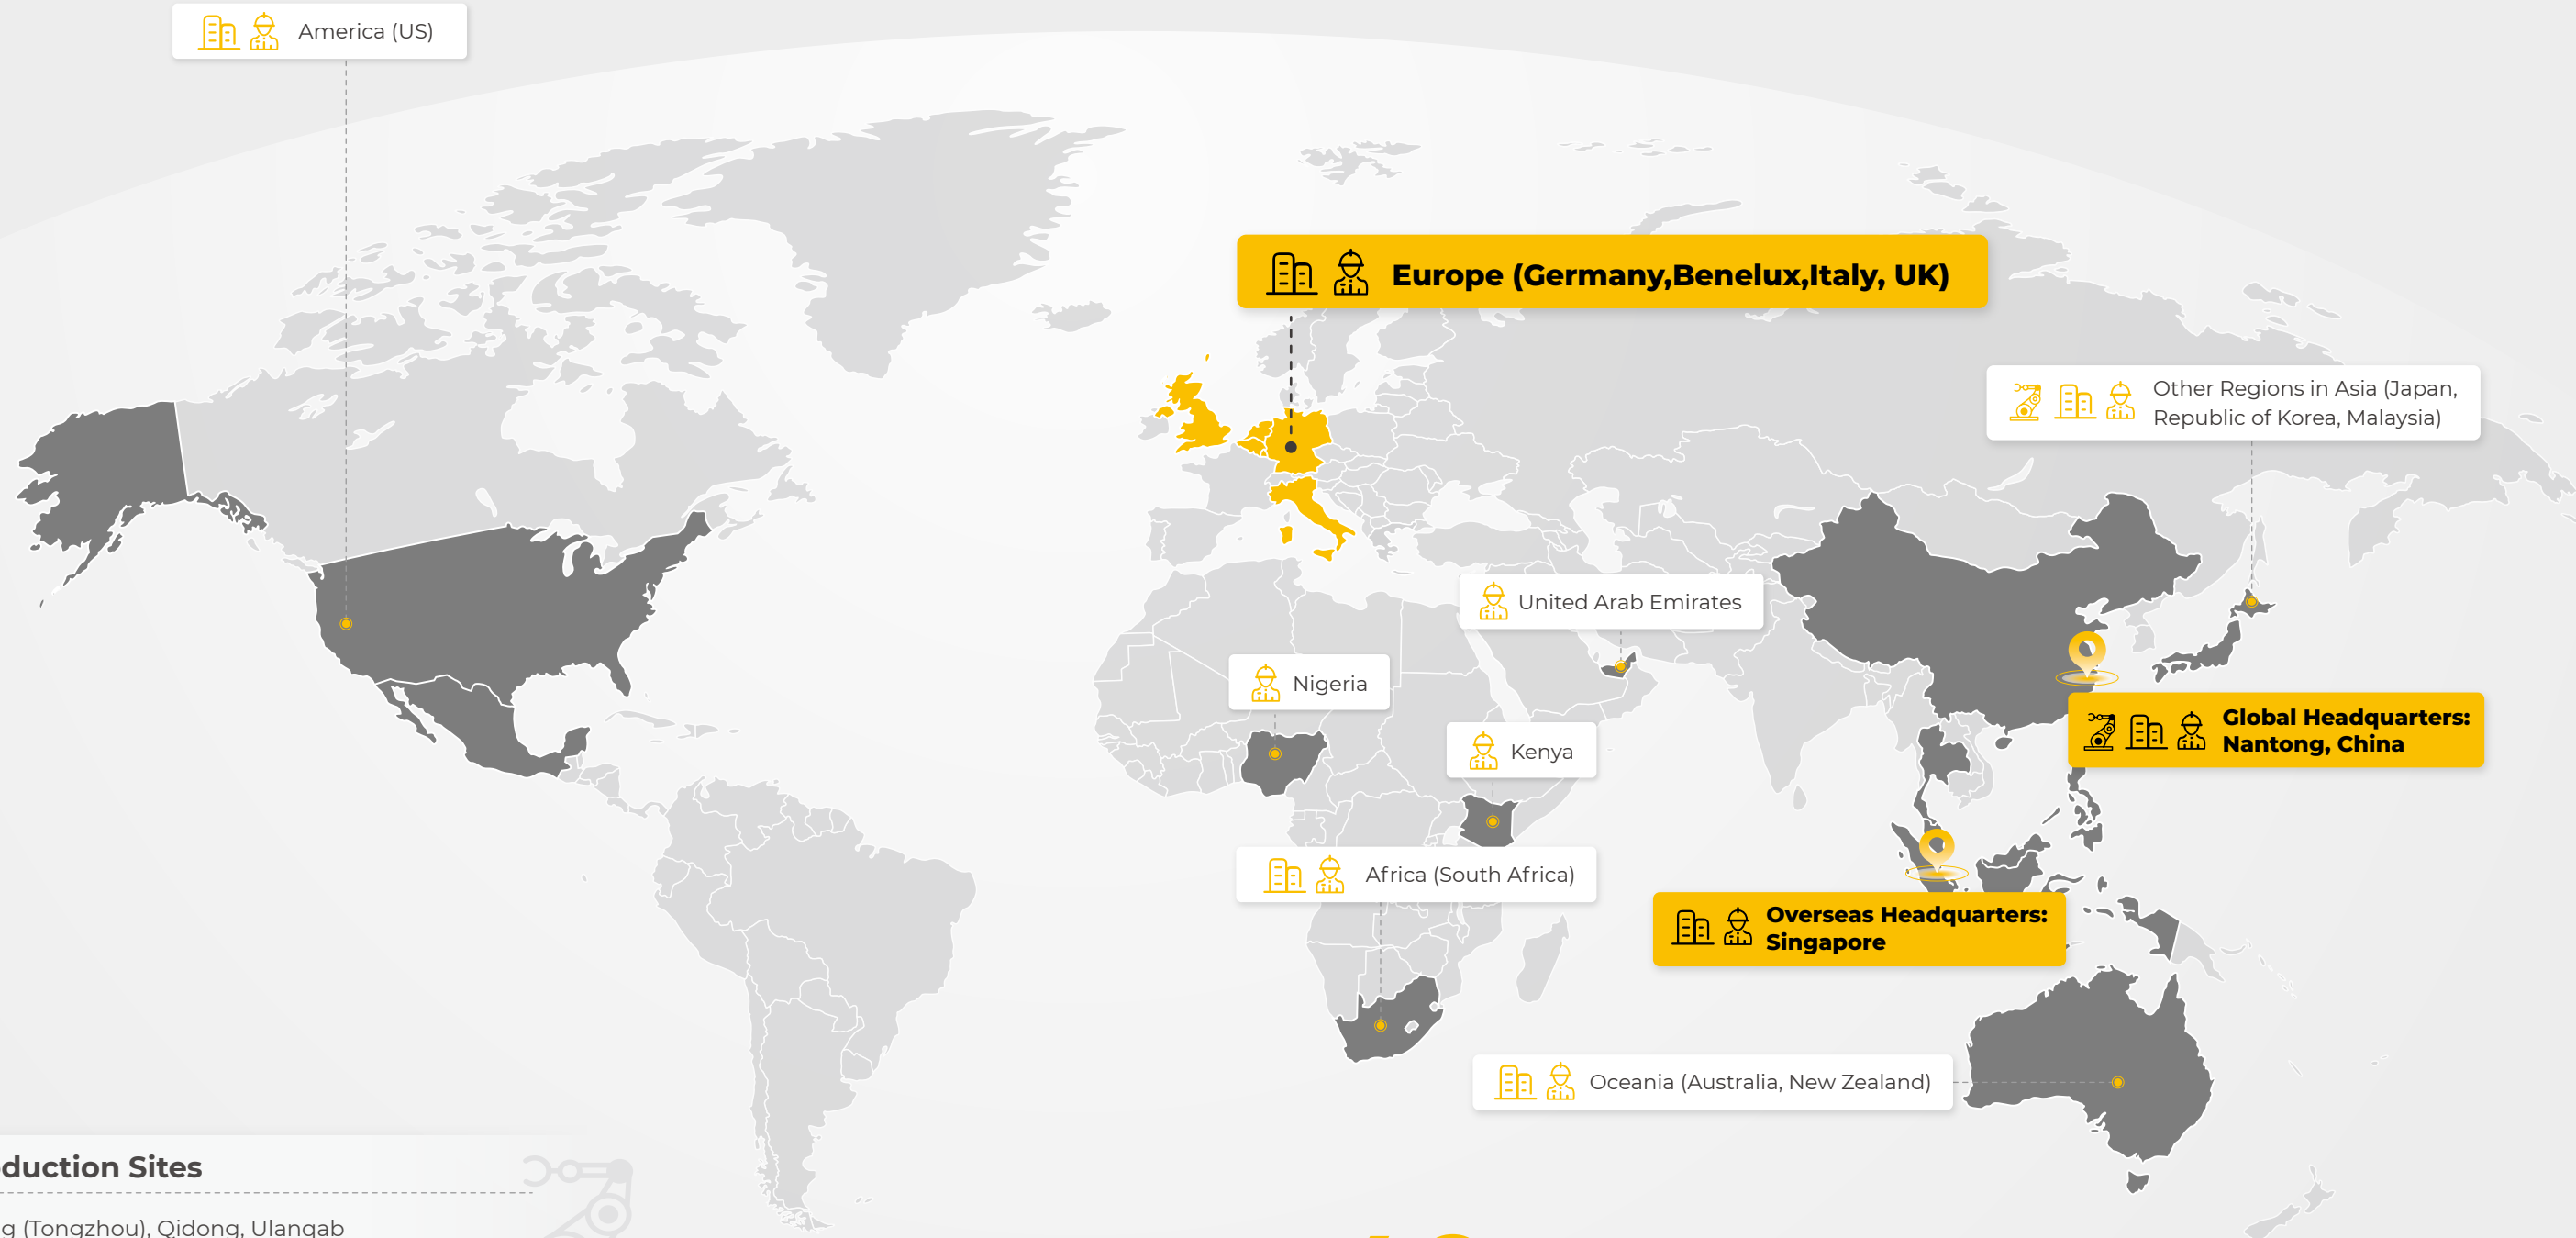 America (US)
Europe (Germany,Benelux,Italy, UK)
Other Regions in Asia (Japan,
Republic of Korea, Malaysia)
United Arab Emirates
Nigeria
Global Headquarters:
Nantong, China
Kenya
Africa (South Africa)
Overseas Headquarters:
Singapore
Oceania (Australia, New Zealand)
duction Sites
g (Tongzhou), Qidong, Ulanqab